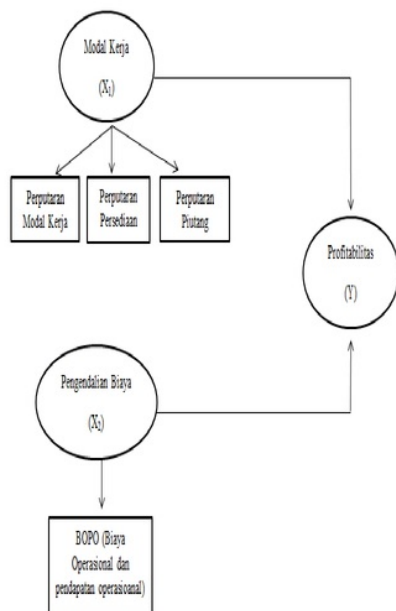 Modal Kerja
(X₁)
Perputaran
Modal Kerja
Perputaran
Persediaan
Perputaran
Piutang
Profitabilitas
(Y)
Pengendalian Biaya
(X₂)
BOPO (Biaya
Operasional dan
pendapatan operasioanal)